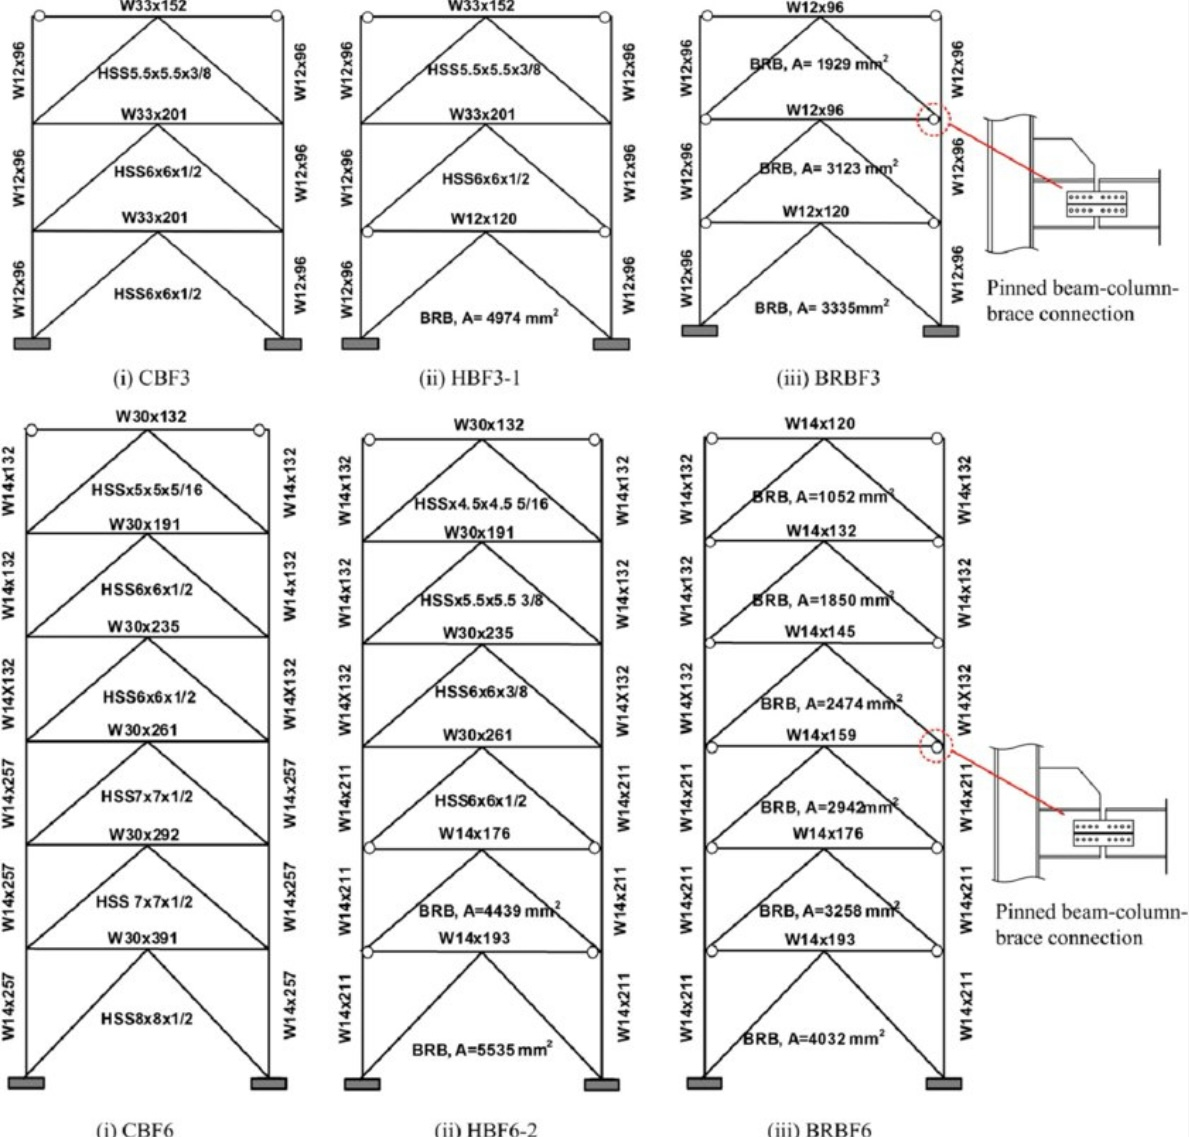 W33x152
W12x96
W12x96
HSS5.5x5.5x3/8
W33x201
W12x96
W12x96
HSS6x6x1/2
W33x201
W12x96
W12x96
HSS6x6x1/2
(i) CBF3
W33x152
W12x96
W12x96
HSS5.5x5.5x3/8
W33x201
W12x96
W12x96
HSS6x6x1/2
W12x120
W12x96
W12x96
BRB, A= 4974 mm²
(ii) HBF3-1
W12x96
W12x96
W12x96
BRB, A= 1929 mm²
W12x96
W12x96
W12x96
BRB, A= 3123 mm²
W12x120
W12x96
W12x96
BRB, A= 3335mm²
(iii) BRBF3
Pinned beam-column-
brace connection
W30x132
W14x132
W14x132
HSSx5x5x5/16
W30x191
W14x132
W14x132
HSS6x6x1/2
W30x235
W14X132
W14X132
HSS6x6x1/2
W30x261
W14x257
W14x257
HSS7x7x1/2
W30x292
W14x257
W14x257
HSS 7x7x1/2
W30x391
W14x257
W14x257
HSS8x8x1/2
(i) CBF6
W30x132
W14x132
W14x132
HSSx4.5x4.5 5/16
W30x191
W14x132
W14x132
HSSx5.5x5.5 3/8
W30x235
W14X132
W14X132
HSS6x6x3/8
W30x261
W14x211
W14x211
HSS6x6x1/2
W14x176
W14x211
W14x211
BRB, A=4439 mm²
W14x193
W14x211
W14x211
BRB, A=5535 mm²
(ii) HBF6-2
W14x120
W14x132
W14x132
BRB, A=1052 mm²
W14x132
W14x132
W14x132
BRB, A=1850 mm²
W14x145
W14X132
W14X132
BRB, A=2474 mm²
W14x159
W14x211
W14x211
BRB, A=2942mm²
W14x176
W14x211
W14x211
BRB, A=3258 mm²
W14x193
W14x211
W14x211
BRB, A=4032 mm²
(iii) BRBF6
Pinned beam-column-
brace connection